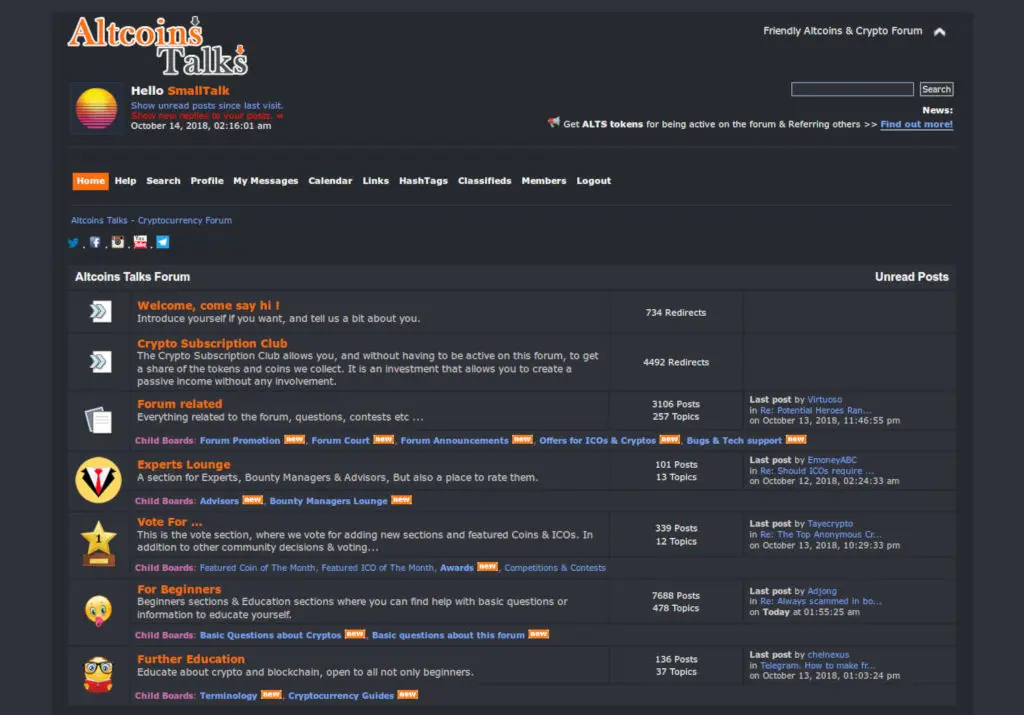 Altcoins
Talks
Friendly Altcoins & Crypto Forum
Hello SmallTalk
Show unread posts since last visit.
Show new replies to your posts.
October 14, 2018, 02:16:01 am
Search
News:
Get ALTS tokens for being active on the forum & Referring others >> Find out more!
Home Help Search Profile My Messages Calendar Links HashTags Classifieds Members Logout
Altcoins Talks - Cryptocurrency Forum
, , , ,
Altcoins Talks Forum
Unread Posts
Welcome, come say hi !
Introduce yourself if you want, and tell us a bit about you.
734 Redirects
Crypto Subscription Club
The Crypto Subscription Club allows you, and without having to be active on this forum, to get
a share of the tokens and coins we collect. It is an investment that allows you to create a
passive income without any involvement.
4492 Redirects
Forum related
Everything related to the forum, questions, contests etc ...
3106 Posts
257 Topics
Last post by Virtuoso
in Re: Potential Heroes Ran...
on October 13, 2018, 11:46:55 pm
Child Boards: Forum Promotion new, Forum Court new, Forum Announcements new, Offers for ICOs & Cryptos new, Bugs & Tech support new
Experts Lounge
A section for Experts, Bounty Managers & Advisors, But also a place to rate them.
101 Posts
13 Topics
Last post by EmoneyABC
in Re: Should ICOs require ...
on October 12, 2018, 02:24:33 am
Child Boards: Advisors new, Bounty Managers Lounge new
1
Vote For ...
This is the vote section, where we vote for adding new sections and featured Coins & ICOs. In
addition to other community decisions & voting...
339 Posts
12 Topics
Last post by Tayecrypto
in Re: The Top Anonymous Cr...
on October 13, 2018, 10:29:33 pm
Child Boards: Featured Coin of The Month, Featured ICO of The Month, Awards new, Competitions & Contests
For Beginners
Beginners sections & Education sections where you can find help with basic questions or
information to educate yourself.
7688 Posts
478 Topics
Last post by Adjong
in Re: Always scammed in bo...
on Today at 01:55:25 am
Child Boards: Basic Questions about Cryptos new, Basic questions about this forum new
Further Education
Educate about crypto and blockchain, open to all not only beginners.
136 Posts
37 Topics
Last post by chelnexus
in Telegram. How to make fr...
on October 13, 2018, 01:03:24 pm
Child Boards: Terminology new, Cryptocurrency Guides new